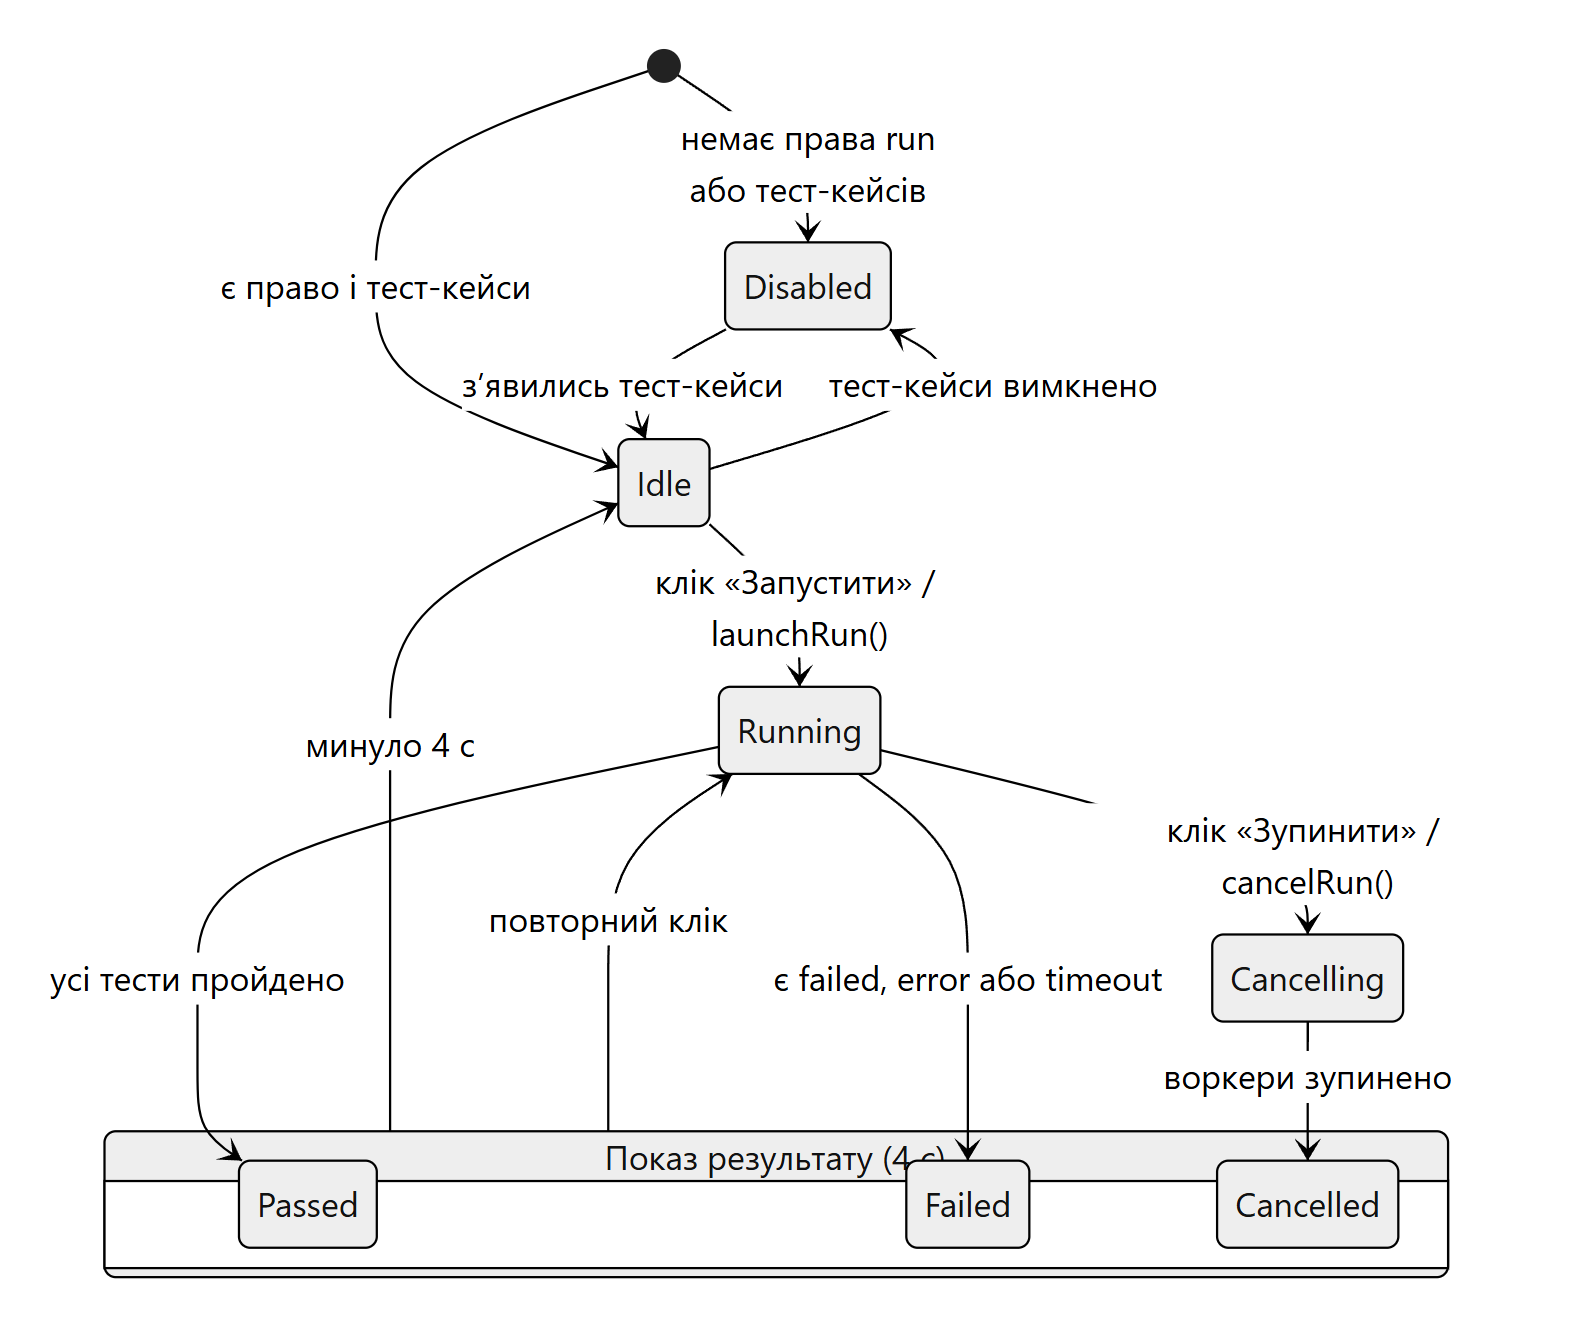 немає права run
або тест-кейсів
Disabled
є право і тест-кейси
з’явились тест-кейси
тест-кейси вимкнено
Idle
клік «Запустити» /
launchRun()
Running
минуло 4 с
клік «Зупинити» /
cancelRun()
повторний клік
усі тести пройдено
є failed, error або timeout
Cancelling
воркери зупинено
Показ результату (4 с)
Passed
Failed
Cancelled